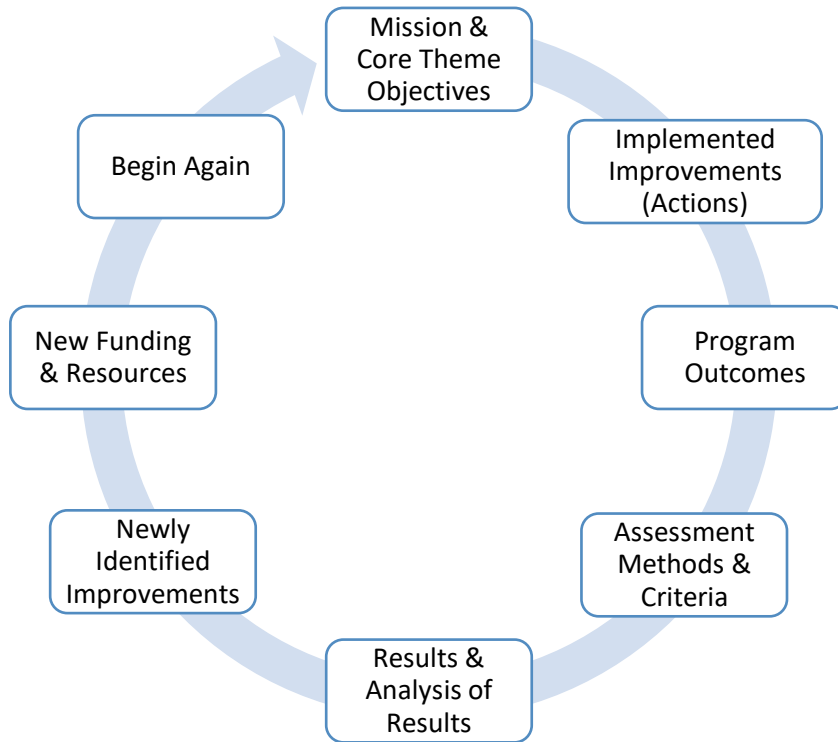 Mission &
Core Theme
Objectives
Implemented
Improvements
(Actions)
Program
Outcomes
Assessment
Methods &
Criteria
Results &
Analysis of
Results
Newly
Identified
Improvements
New Funding
& Resources
Begin Again